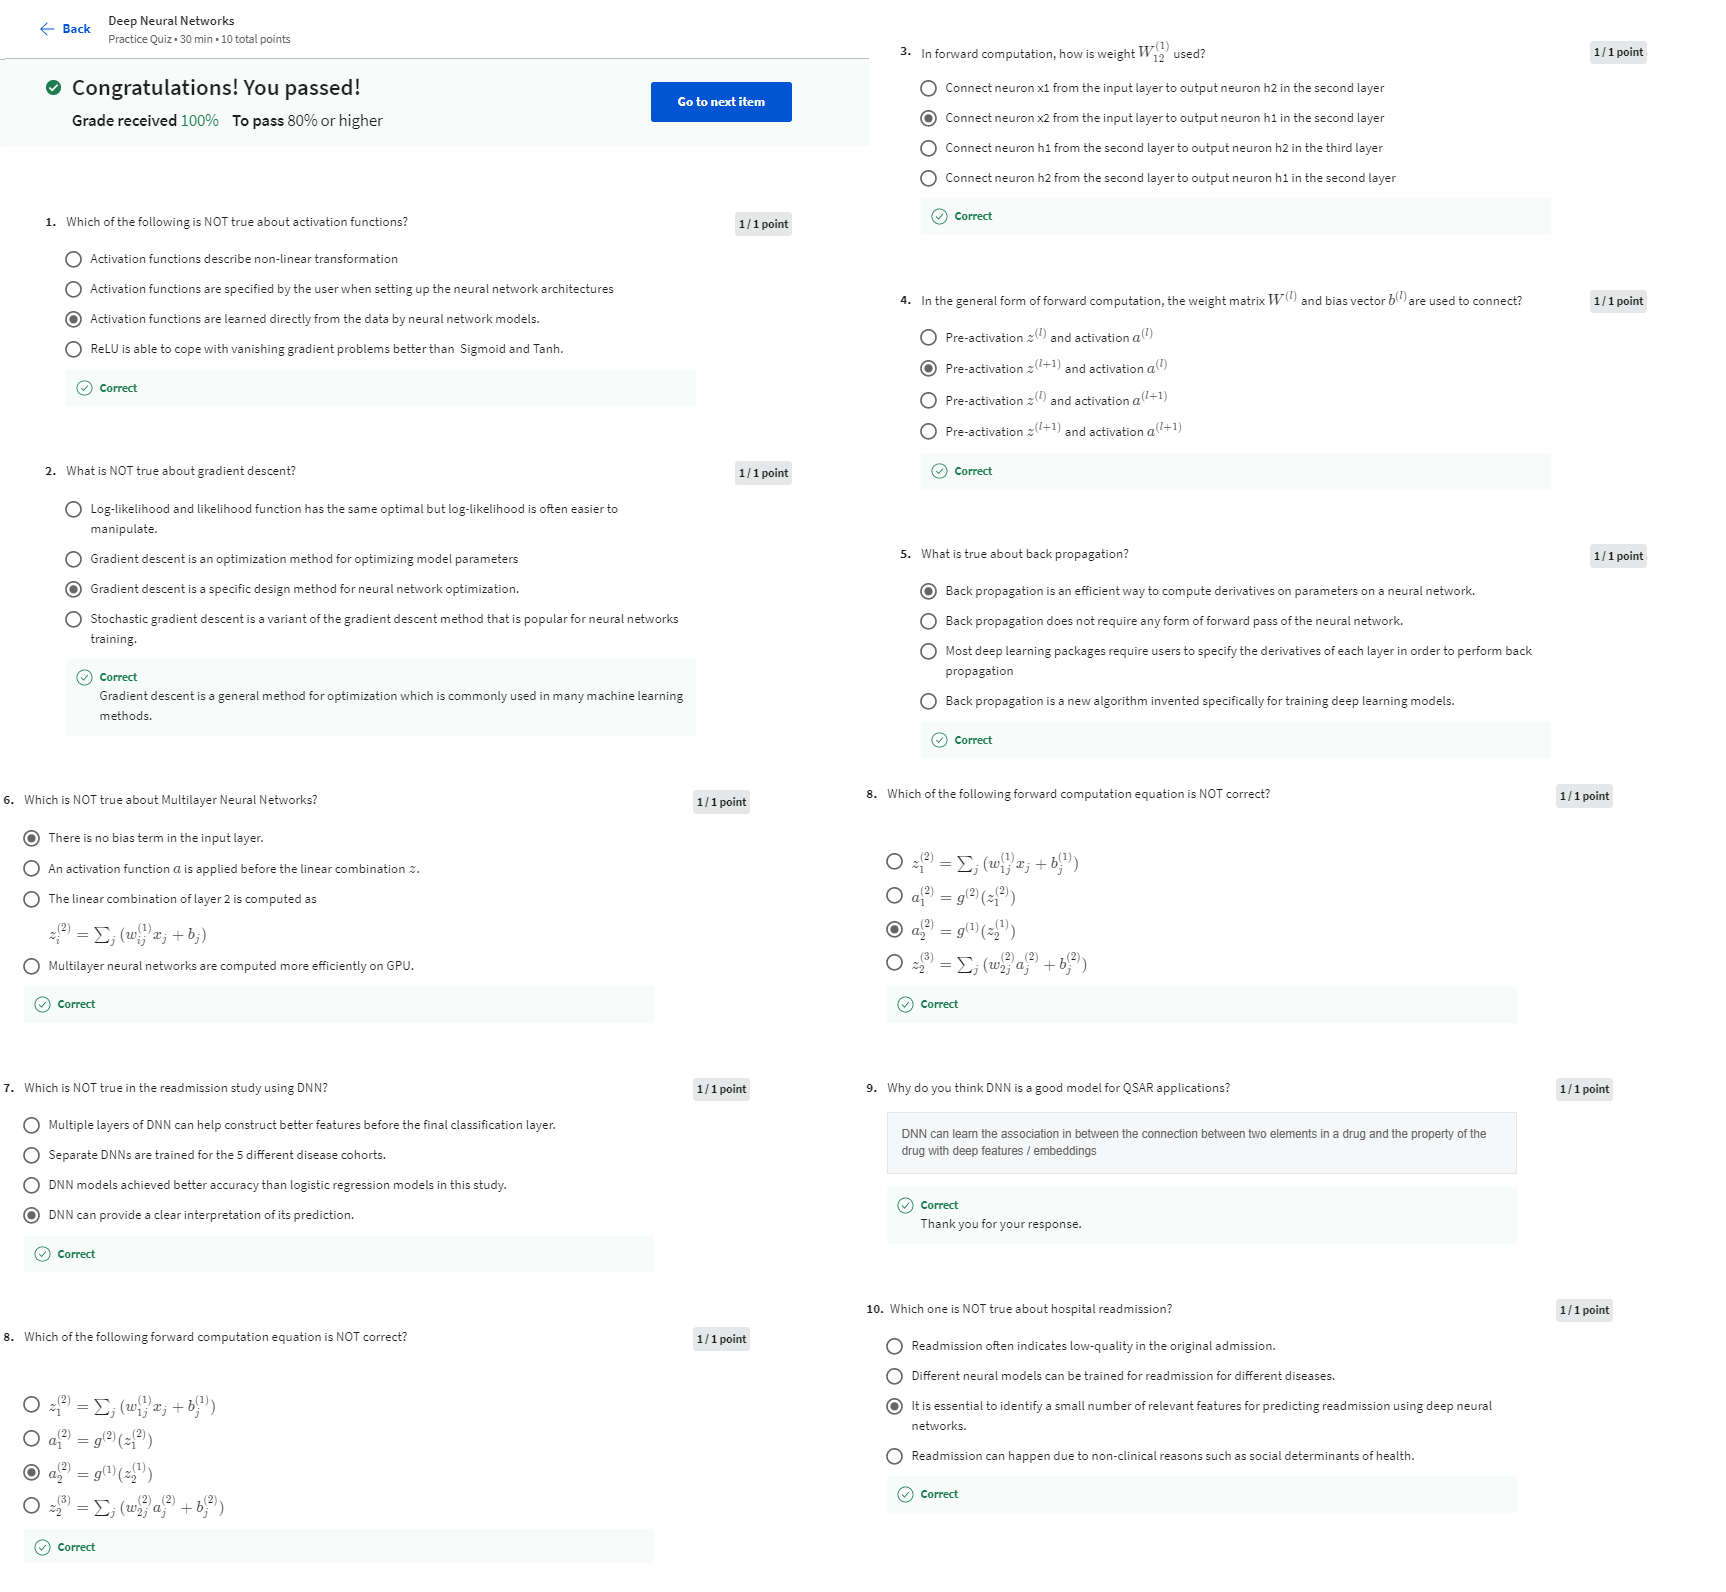 Back
Deep Neural Networks
Practice Quiz • 30 min • 10 total points
Congratulations! You passed!
Grade received 100% To pass 80% or higher
Go to next item
1. Which of the following is NOT true about activation functions?
1 / 1 point
Activation functions describe non-linear transformation
Activation functions are specified by the user when setting up the neural network architectures
Activation functions are learned directly from the data by neural network models.
ReLU is able to cope with vanishing gradient problems better than Sigmoid and Tanh.
Correct
2. What is NOT true about gradient descent?
1 / 1 point
Log-likelihood and likelihood function has the same optimal but log-likelihood is often easier to
manipulate.
Gradient descent is an optimization method for optimizing model parameters
Gradient descent is a specific design method for neural network optimization.
Stochastic gradient descent is a variant of the gradient descent method that is popular for neural networks
training.
Correct
Gradient descent is a general method for optimization which is commonly used in many machine learning
methods.
3. In forward computation, how is weight W_{12}^{(1)} used?
1 / 1 point
Connect neuron x1 from the input layer to output neuron h2 in the second layer
Connect neuron x2 from the input layer to output neuron h1 in the second layer
Connect neuron h1 from the second layer to output neuron h2 in the third layer
Connect neuron h2 from the second layer to output neuron h1 in the second layer
Correct
4. In the general form of forward computation, the weight matrix W^{(l)} and bias vector b^{(l)} are used to connect?
1 / 1 point
Pre-activation z^{(l)} and activation a^{(l)}
Pre-activation z^{(l+1)} and activation a^{(l)}
Pre-activation z^{(l)} and activation a^{(l+1)}
Pre-activation z^{(l+1)} and activation a^{(l+1)}
Correct
5. What is true about back propagation?
1 / 1 point
Back propagation is an efficient way to compute derivatives on parameters on a neural network.
Back propagation does not require any form of forward pass of the neural network.
Most deep learning packages require users to specify the derivatives of each layer in order to perform back
propagation
Back propagation is a new algorithm invented specifically for training deep learning models.
Correct
6. Which is NOT true about Multilayer Neural Networks?
1 / 1 point
There is no bias term in the input layer.
An activation function a is applied before the linear combination z.
The linear combination of layer 2 is computed as
z_i^{(2)} = ∑_j (w_{ij}^{(1)} x_j + b_j)
Multilayer neural networks are computed more efficiently on GPU.
Correct
7. Which is NOT true in the readmission study using DNN?
1 / 1 point
Multiple layers of DNN can help construct better features before the final classification layer.
Separate DNNs are trained for the 5 different disease cohorts.
DNN models achieved better accuracy than logistic regression models in this study.
DNN can provide a clear interpretation of its prediction.
Correct
8. Which of the following forward computation equation is NOT correct?
1 / 1 point
z_1^{(2)} = ∑_j (w_{1j}^{(1)} x_j + b_j^{(1)})
a_1^{(2)} = g^{(2)}(z_1^{(2)})
a_2^{(2)} = g^{(1)}(z_2^{(1)})
z_2^{(3)} = ∑_j (w_{2j}^{(2)} a_j^{(2)} + b_j^{(2)})
Correct
8. Which of the following forward computation equation is NOT correct?
1 / 1 point
z_1^{(2)} = ∑_j (w_{1j}^{(1)} x_j + b_j^{(1)})
a_1^{(2)} = g^{(2)}(z_1^{(2)})
a_2^{(2)} = g^{(1)}(z_2^{(1)})
z_2^{(3)} = ∑_j (w_{2j}^{(2)} a_j^{(2)} + b_j^{(2)})
Correct
9. Why do you think DNN is a good model for QSAR applications?
1 / 1 point
DNN can learn the association in between the connection between two elements in a drug and the property of the
drug with deep features / embeddings
Correct
Thank you for your response.
10. Which one is NOT true about hospital readmission?
1 / 1 point
Readmission often indicates low-quality in the original admission.
Different neural models can be trained for readmission for different diseases.
It is essential to identify a small number of relevant features for predicting readmission using deep neural
networks.
Readmission can happen due to non-clinical reasons such as social determinants of health.
Correct